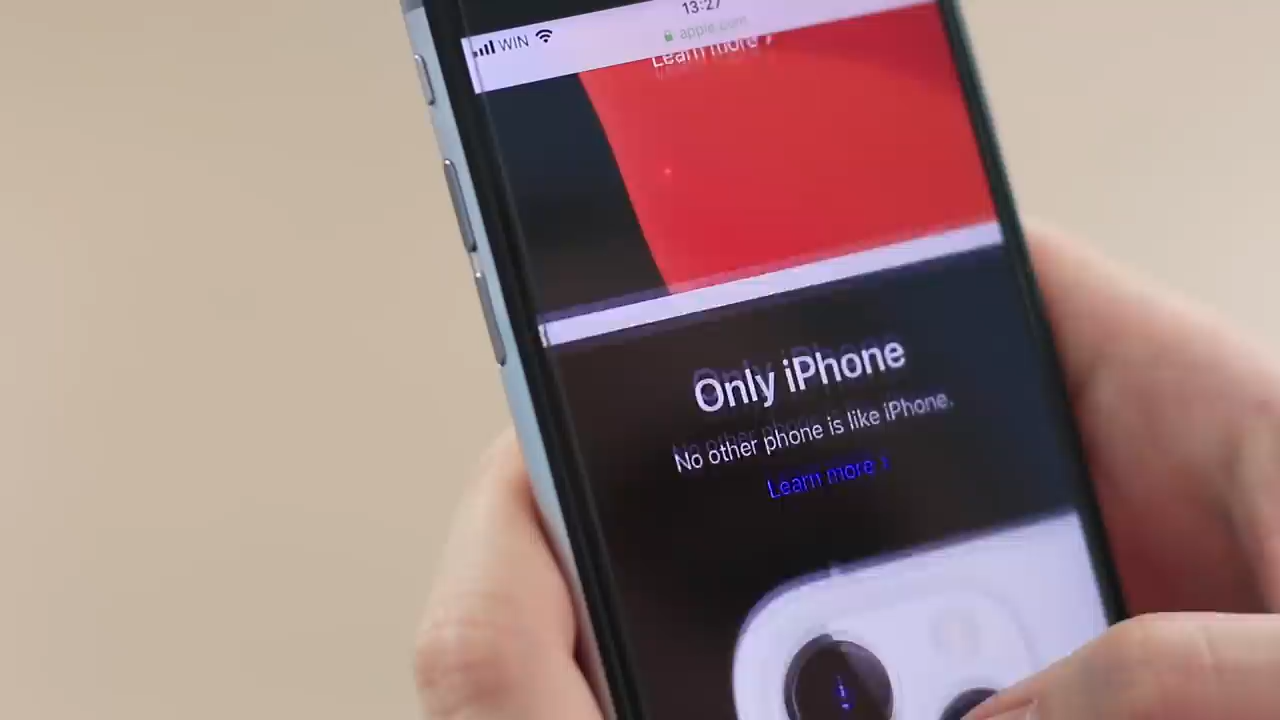 13:27
WIN
apple.com
Learn more >
Only iPhone
No other phone is like iPhone.
Learn more >